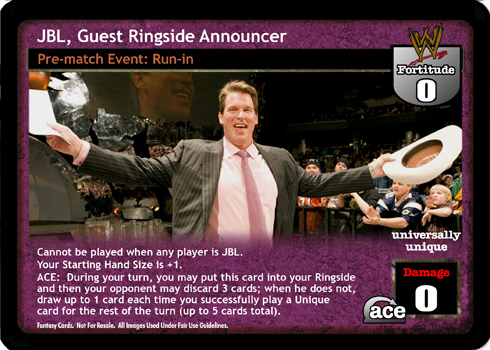 JBL, Guest Ringside Announcer
Pre-match Event: Run-in
W
Fortitude
0
universally
unique
Cannot be played when any player is JBL.
Your Starting Hand Size is +1.
ACE: During your turn, you may put this card into your Ringside
and then your opponent may discard 3 cards; when he does not,
draw up to 1 card each time you successfully play a Unique
card for the rest of the turn (up to 5 cards total).
Damage
0
ace
Fantasy Cards. Not For Resale. All Images Used Under Fair Use Guidelines.